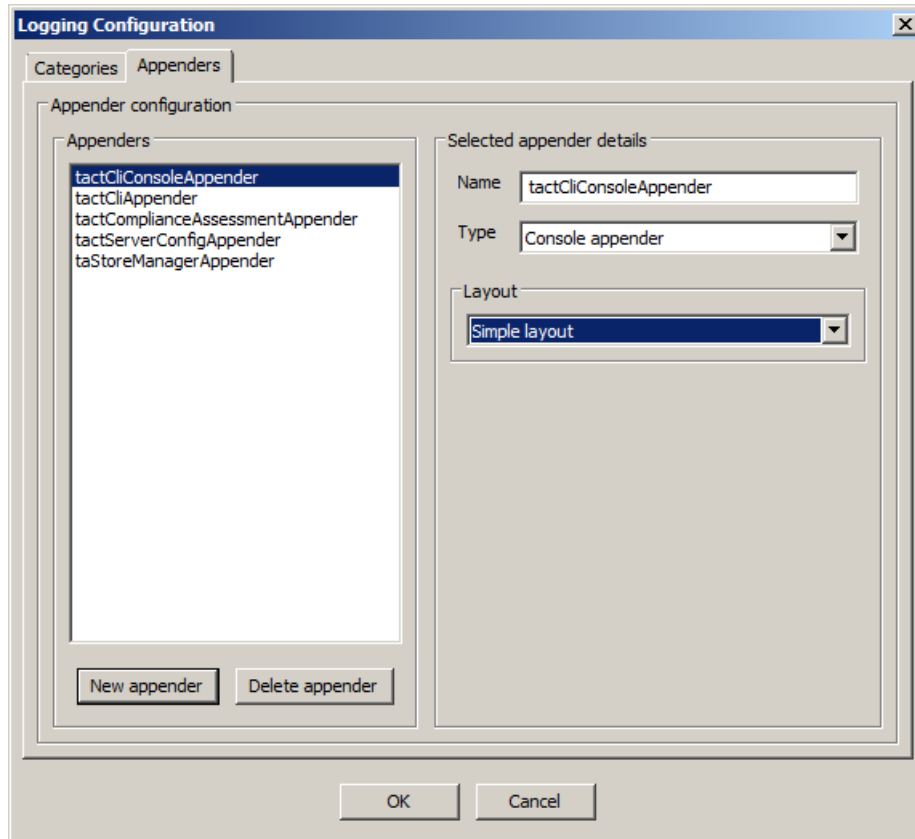 Logging Configuration
Categories
Appenders
Appender configuration
Appenders
tactCliConsoleAppender
tactCliAppender
tactComplianceAssessmentAppender
tactServerConfigAppender
taStoreManagerAppender
New appender
Delete appender
Selected appender details
Name
tactCliConsoleAppender
Type
Console appender
Layout
Simple layout
OK
Cancel